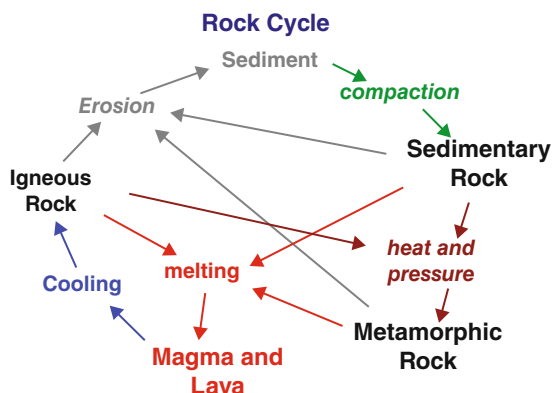 Rock Cycle
Sediment
compaction
Erosion
Sedimentary
Rock
Igneous
Rock
heat and
pressure
melting
Cooling
Metamorphic
Rock
Magma and
Lava